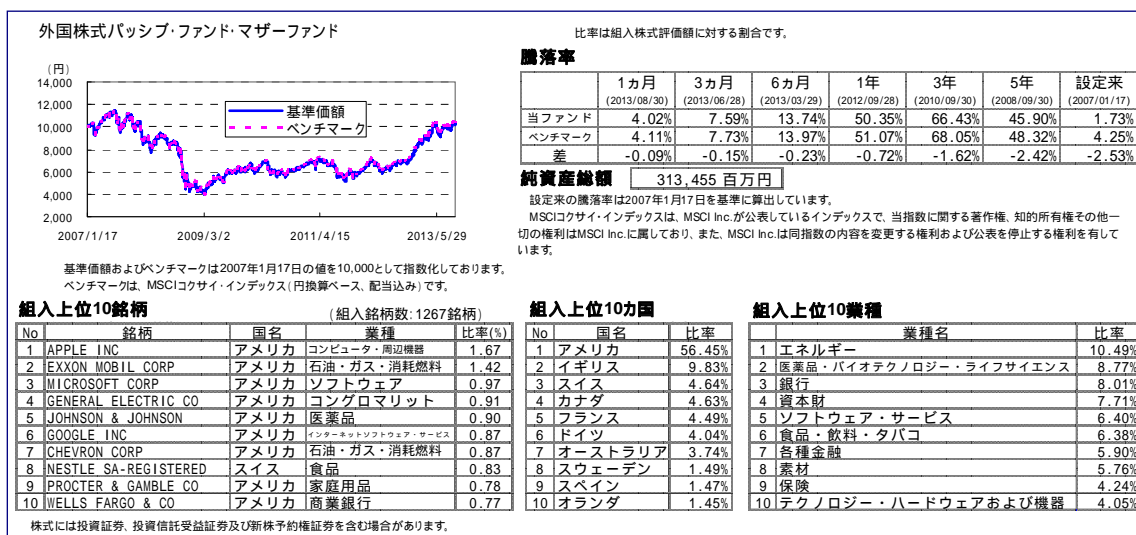 外国株式パッシブ・ファンド・マザーファンド
(円)
14,000
12,000
10,000
8,000
6,000
4,000
2,000
基準価額
ベンチマーク
2007/1/17 2009/3/2 2011/4/15 2013/5/29
基準価額およびベンチマークは2007年1月17日の値を10,000として指数化しております。
ベンチマークは、MSCIコクサイ・インデックス(円換算ベース、配当込み)です。
比率は組入株式評価額に対する割合です。
騰落率
1ヵ月 3ヵ月 6ヵ月 1年 3年 5年 設定来
(2013/08/30) (2013/06/28) (2013/03/29) (2012/09/28) (2010/09/30) (2008/09/30) (2007/01/17)
当ファンド 4.02% 7.59% 13.74% 50.35% 66.43% 45.90% 1.73%
ベンチマーク 4.11% 7.73% 13.97% 51.07% 68.05% 48.32% 4.25%
差 -0.09% -0.15% -0.23% -0.72% -1.62% -2.42% -2.53%
純資産総額 313,455 百万円
設定来の騰落率は2007年1月17日を基準に算出しています。
MSCIコクサイ・インデックスは、MSCI Inc.が公表しているインデックスで、当指数に関する著作権、知的所有権その他一
切の権利はMSCI Inc.に属しており、また、MSCI Inc.は同指数の内容を変更する権利および公表を停止する権利を有して
います。
組入上位10銘柄 (組入銘柄数:1267銘柄)
No 銘柄 国名 業種 比率(%)
1 APPLE INC アメリカ コンピュータ・周辺機器 1.67
2 EXXON MOBIL CORP アメリカ 石油・ガス・消耗燃料 1.42
3 MICROSOFT CORP アメリカ ソフトウェア 0.97
4 GENERAL ELECTRIC CO アメリカ コングロマリット 0.91
5 JOHNSON & JOHNSON アメリカ 医薬品 0.90
6 GOOGLE INC アメリカ インターネットソフトウェア・サービス 0.87
7 CHEVRON CORP アメリカ 石油・ガス・消耗燃料 0.87
8 NESTLE SA-REGISTERED スイス 食品 0.83
9 PROCTER & GAMBLE CO アメリカ 家庭用品 0.78
10 WELLS FARGO & CO アメリカ 商業銀行 0.77
株式には投資証券、投資信託受益証券及び新株予約権証券を含む場合があります。
組入上位10カ国
No 国名 比率
1 アメリカ 56.45%
2 イギリス 9.83%
3 スイス 4.64%
4 カナダ 4.63%
5 フランス 4.49%
6 ドイツ 4.04%
7 オーストラリア 3.74%
8 スウェーデン 1.49%
9 スペイン 1.47%
10 オランダ 1.45%
組入上位10業種
業種名 比率
1 エネルギー 10.49%
2 医薬品・バイオテクノロジー・ライフサイエンス 8.77%
3 銀行 8.01%
4 資本財 7.71%
5 ソフトウェア・サービス 6.40%
6 食品・飲料・タバコ 6.38%
7 各種金融 5.90%
8 素材 5.76%
9 保険 4.24%
10 テクノロジー・ハードウェアおよび機器 4.05%